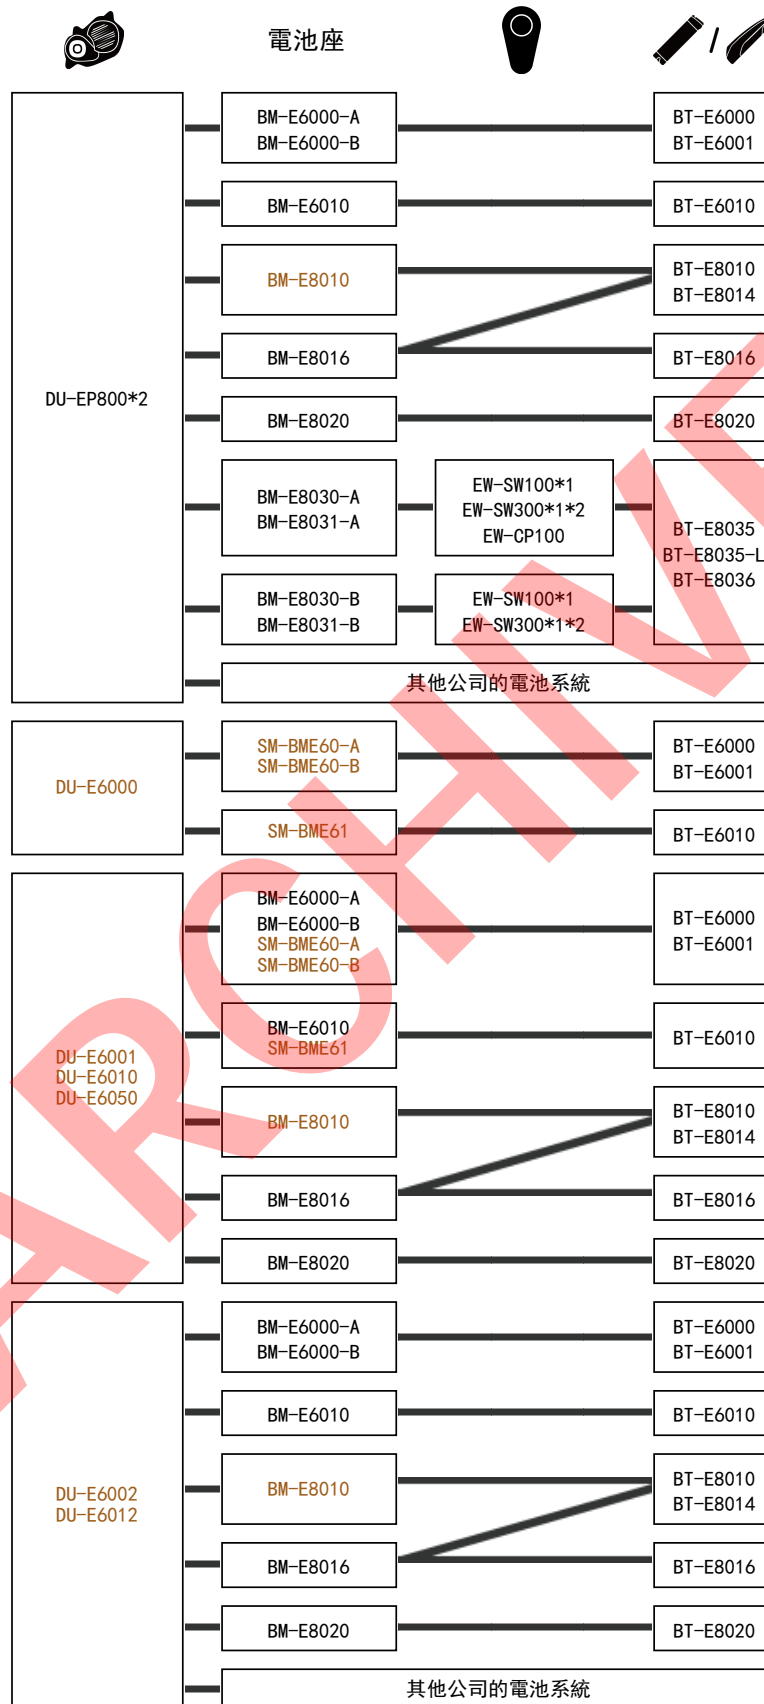 電池座
/
DU-EP800*2
BM-E6000-A
BM-E6000-B
BT-E6000
BT-E6001
BM-E6010
BT-E6010
BM-E8010
BT-E8010
BT-E8014
BM-E8016
BT-E8016
BM-E8020
BT-E8020
BM-E8030-A
BM-E8031-A
EW-SW100*1
EW-SW300*1*2
EW-CP100
BT-E8035
BT-E8035-L
BT-E8036
BM-E8030-B
BM-E8031-B
EW-SW100*1
EW-SW300*1*2
其他公司的電池系統
DU-E6000
SM-BME60-A
SM-BME60-B
BT-E6000
BT-E6001
SM-BME61
BT-E6010
DU-E6001
DU-E6010
DU-E6050
BM-E6000-A
BM-E6000-B
SM-BME60-A
SM-BME60-B
BT-E6000
BT-E6001
BM-E6010
SM-BME61
BT-E6010
BM-E8010
BT-E8010
BT-E8014
BM-E8016
BT-E8016
BM-E8020
BT-E8020
DU-E6002
DU-E6012
BM-E6000-A
BM-E6000-B
BT-E6000
BT-E6001
BM-E6010
BT-E6010
BM-E8010
BT-E8010
BT-E8014
BM-E8016
BT-E8016
BM-E8020
BT-E8020
其他公司的電池系統
ARCHIVE